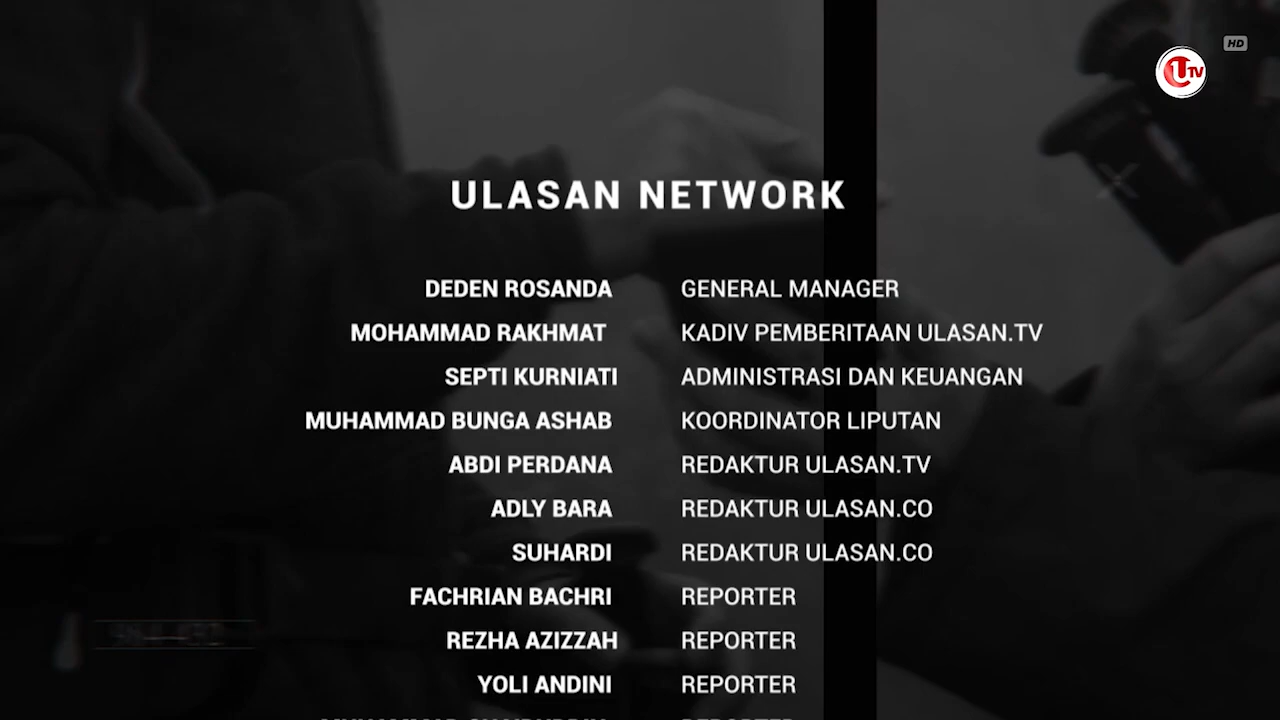 HD
UTV
ULASAN NETWORK
DEDEN ROSANDA GENERAL MANAGER
MOHAMMAD RAKHMAT KADIV PEMBERITAAN ULASAN.TV
SEPTI KURNIATI ADMINISTRASI DAN KEUANGAN
MUHAMMAD BUNGA ASHAB KOORDINATOR LIPUTAN
ABDI PERDANA REDAKTUR ULASAN.TV
ADLY BARA REDAKTUR ULASAN.CO
SUHARDI REDAKTUR ULASAN.CO
FACHRIAN BACHRI REPORTER
REZHA AZIZZAH REPORTER
YOLI ANDINI REPORTER